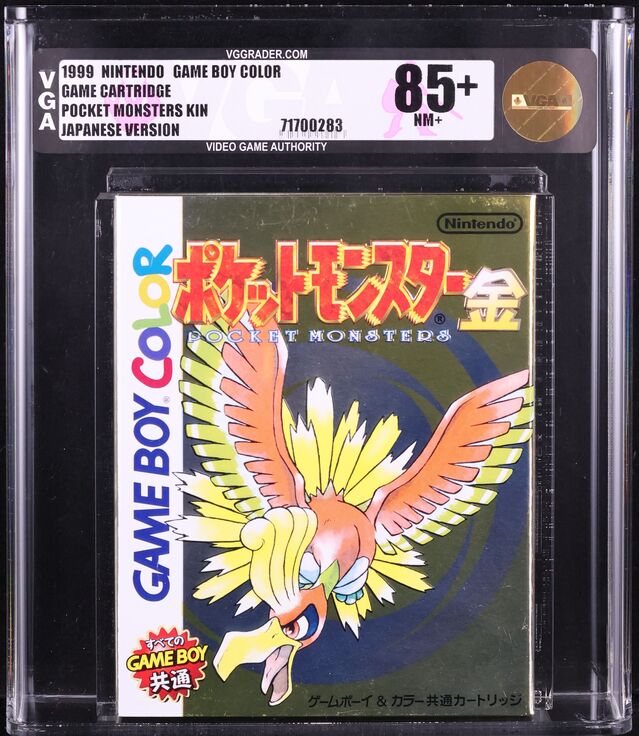 VGGRADER.COM
VGA
1999 NINTENDO GAME BOY COLOR
GAME CARTRIDGE
POCKET MONSTERS KIN
JAPANESE VERSION
71700283
85+
NM+
VGA
VIDEO GAME AUTHORITY
Nintendo®
ポケットモンスター金
®
POCKET MONSTERS
GAME BOY COLOR
®
すべての
GAME BOY
共通
ゲームボーイ & カラー共通カートリッジ